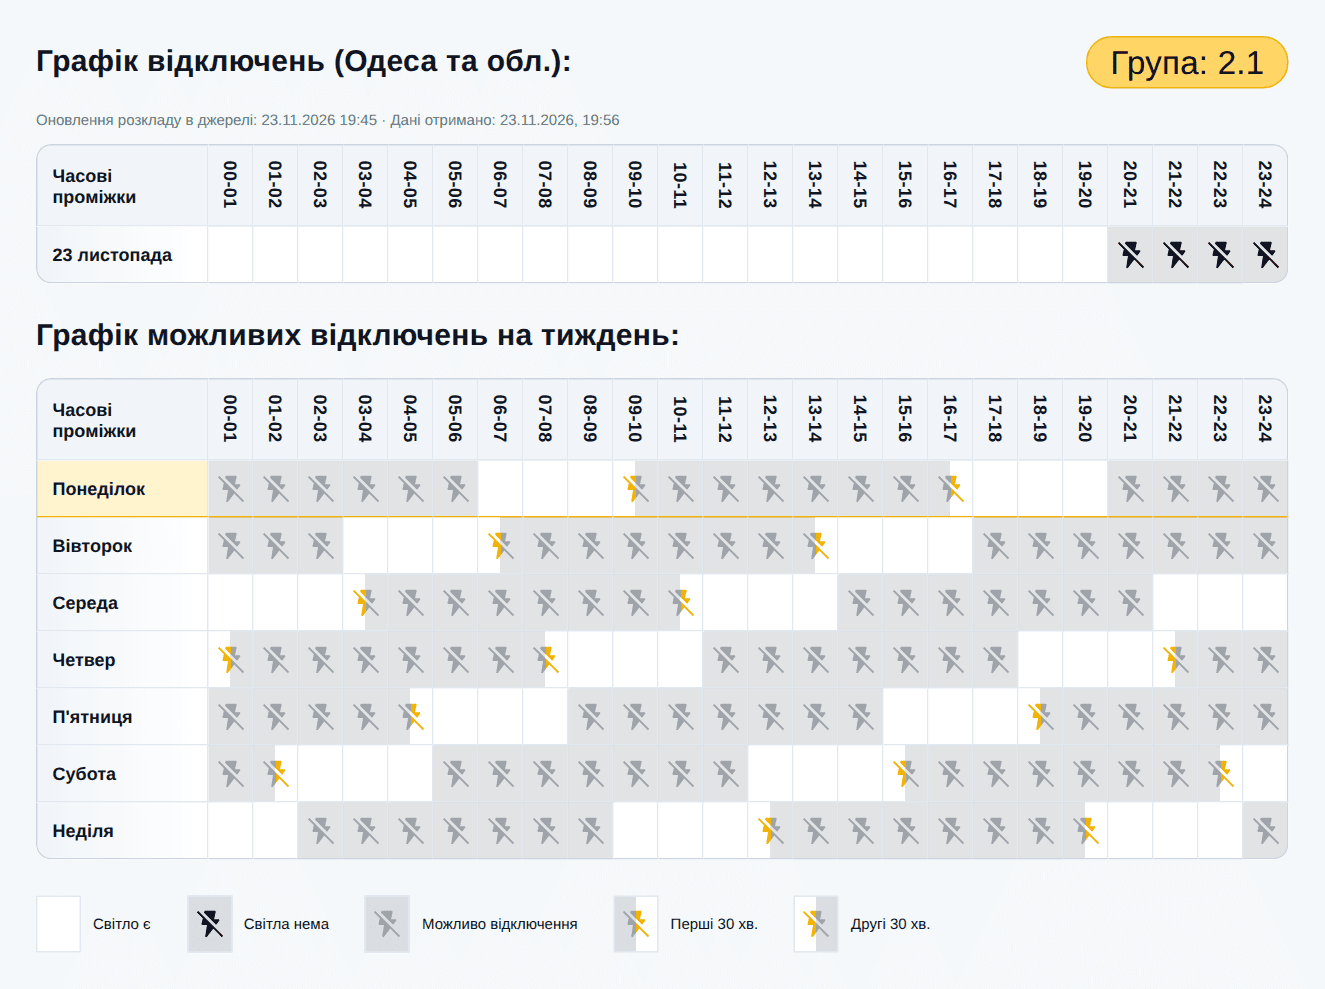 Графік відключень (Одеса та обл.):
Група: 2.1
Оновлення розкладу в джерелі: 23.11.2026 19:45 · Дані отримано: 23.11.2026, 19:56
Часові проміжки 00-01 01-02 02-03 03-04 04-05 05-06 06-07 07-08 08-09 09-10 10-11 11-12 12-13 13-14 14-15 15-16 16-17 17-18 18-19 19-20 20-21 21-22 22-23 23-24
23 листопада
Графік можливих відключень на тиждень:
Часові проміжки 00-01 01-02 02-03 03-04 04-05 05-06 06-07 07-08 08-09 09-10 10-11 11-12 12-13 13-14 14-15 15-16 16-17 17-18 18-19 19-20 20-21 21-22 22-23 23-24
Понеділок
Вівторок
Середа
Четвер
П'ятниця
Субота
Неділя
Світло є Світла нема Можливо відключення Перші 30 хв. Другі 30 хв.